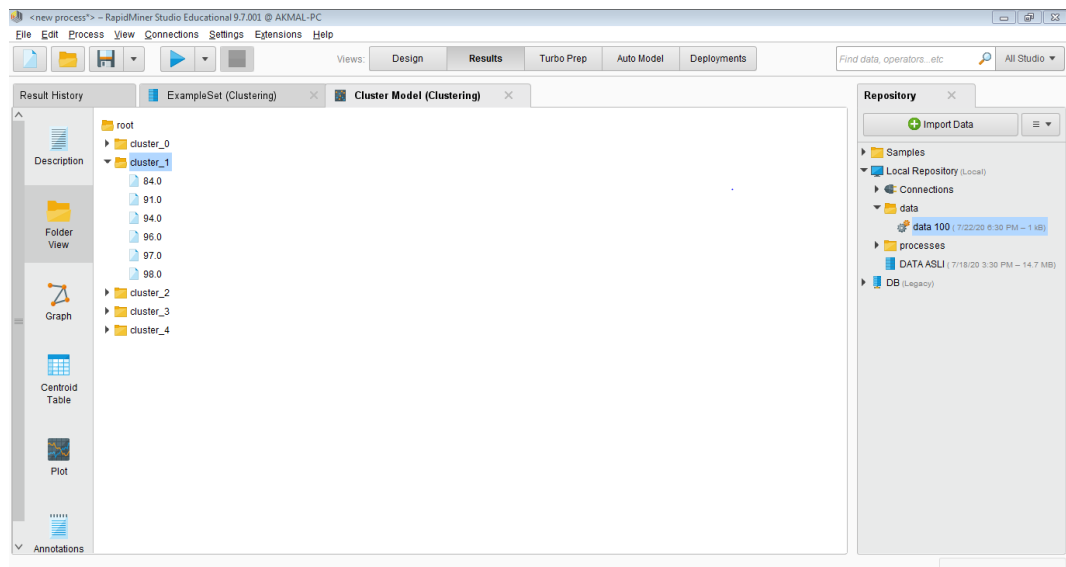 <new process*> – RapidMiner Studio Educational 9.7.001 @ AKMAL-PC
File Edit Process View Connections Settings Extensions Help
Views: Design Results Turbo Prep Auto Model Deployments Find data, operators...etc All Studio
Result History ExampleSet (Clustering) Cluster Model (Clustering)
Description
Folder View
Graph
Centroid Table
Plot
Annotations
root
cluster_0
cluster_1
84.0
91.0
94.0
96.0
97.0
98.0
cluster_2
cluster_3
cluster_4
Repository
Import Data
Samples
Local Repository (Local)
Connections
data
data 100 ( 7/22/20 6:30 PM – 1 kB)
processes
DATA ASLI ( 7/18/20 3:30 PM – 14.7 MB)
DB (Legacy)